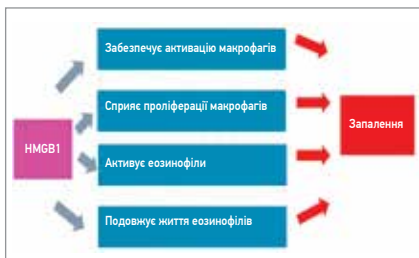 Забезпечує активацію макрофагів
Сприяє проліферації макрофагів
HMGB1
Запалення
Активує еозинофіли
Подовжує життя еозинофілів